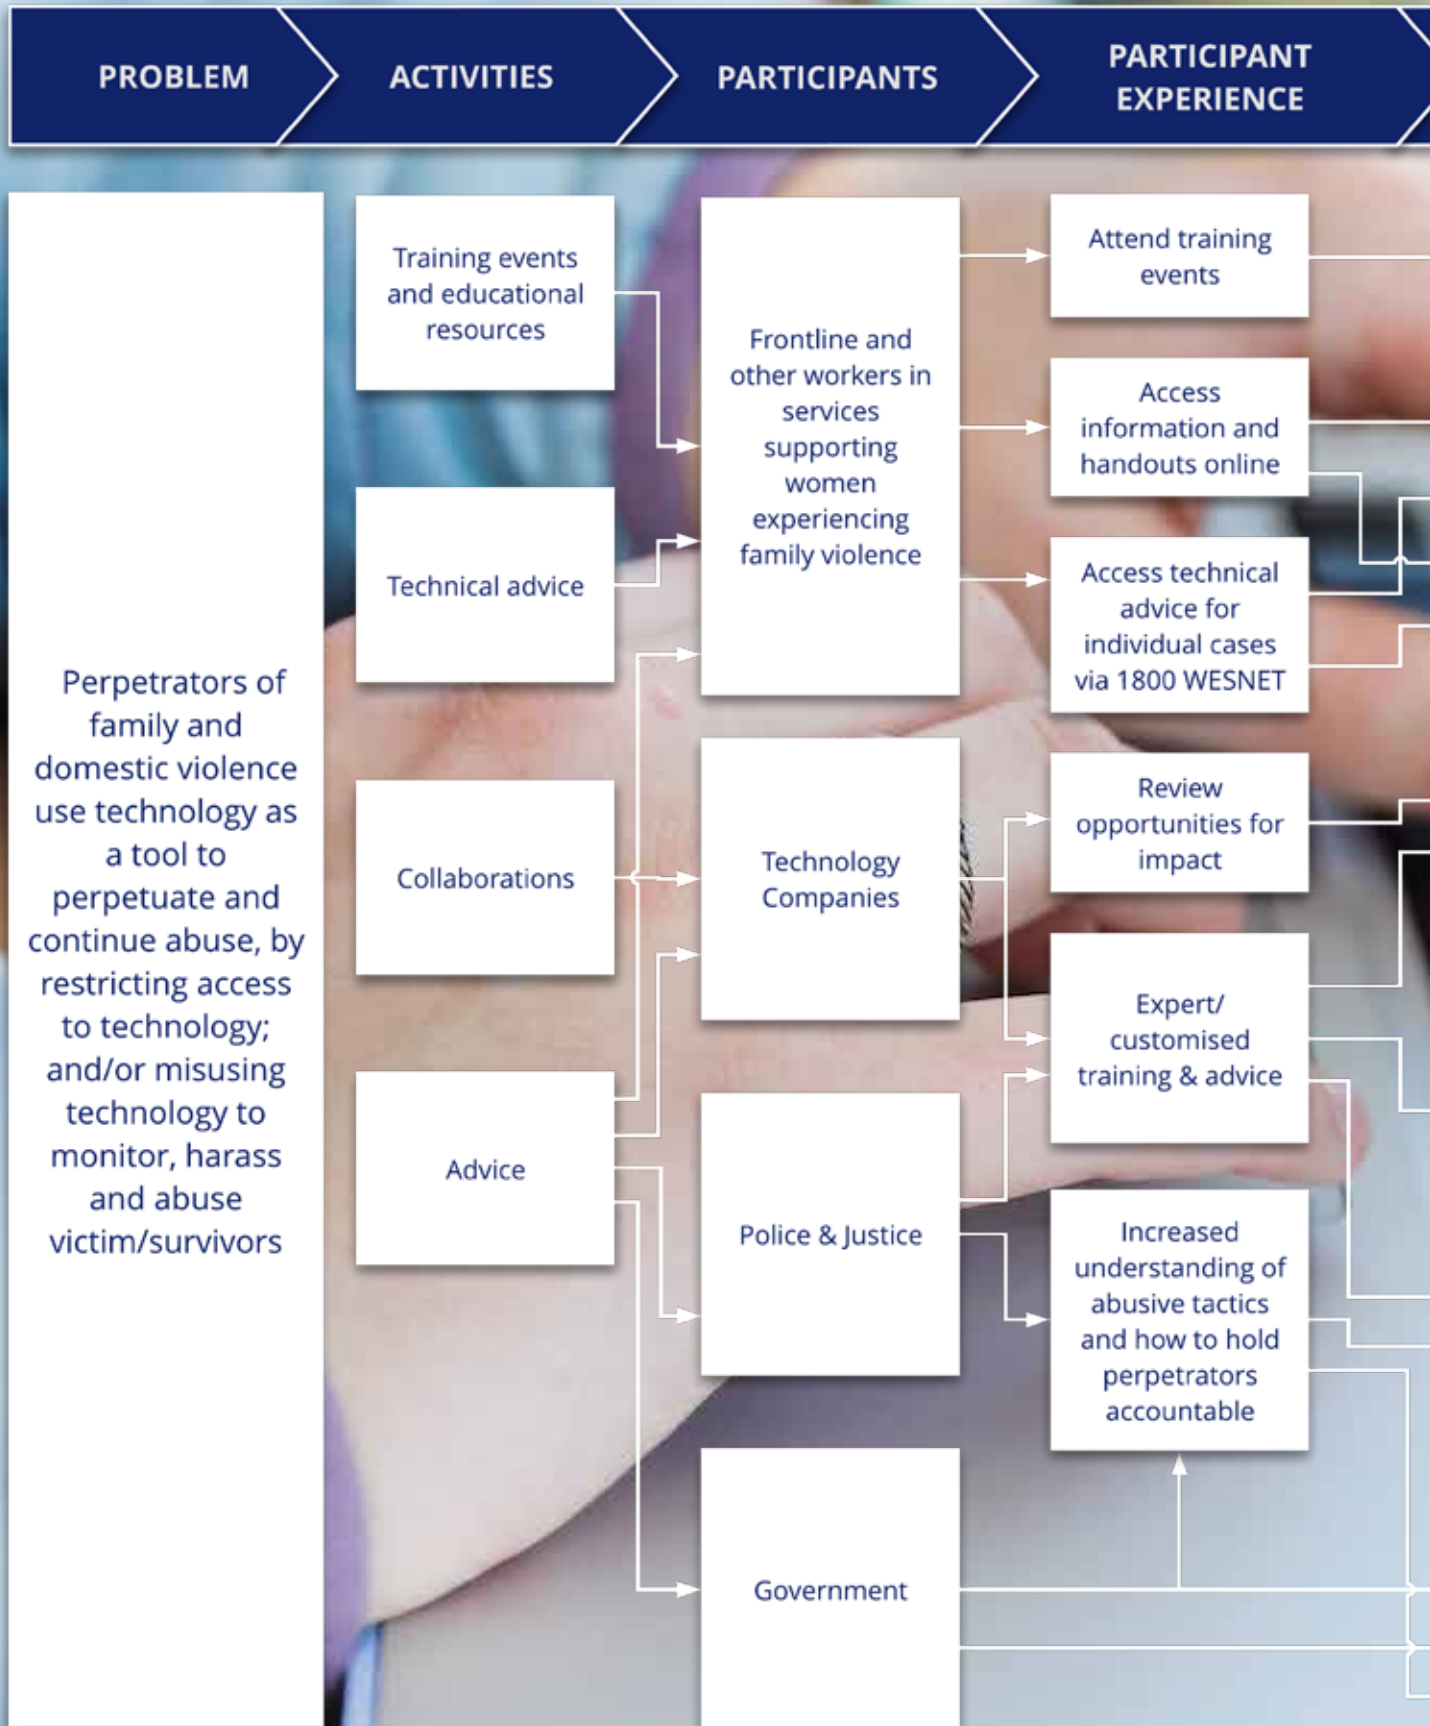 PROBLEM
ACTIVITIES
PARTICIPANTS
PARTICIPANT
EXPERIENCE
Perpetrators of
family and
domestic violence
use technology as
a tool to
perpetuate and
continue abuse, by
restricting access
to technology;
and/or misusing
technology to
monitor, harass
and abuse
victim/survivors
Training events
and educational
resources
Technical advice
Collaborations
Advice
Frontline and
other workers in
services
supporting
women
experiencing
family violence
Technology
Companies
Police & Justice
Government
Attend training
events
Access
information and
handouts online
Access technical
advice for
individual cases
via 1800 WESNET
Review
opportunities for
impact
Expert/
customised
training & advice
Increased
understanding of
abusive tactics
and how to hold
perpetrators
accountable